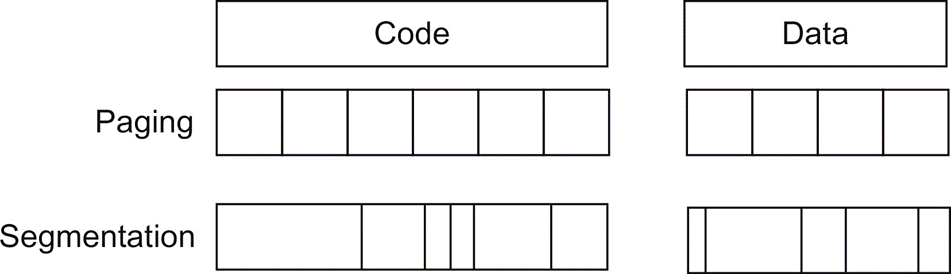 Code
Data
Paging
Segmentation